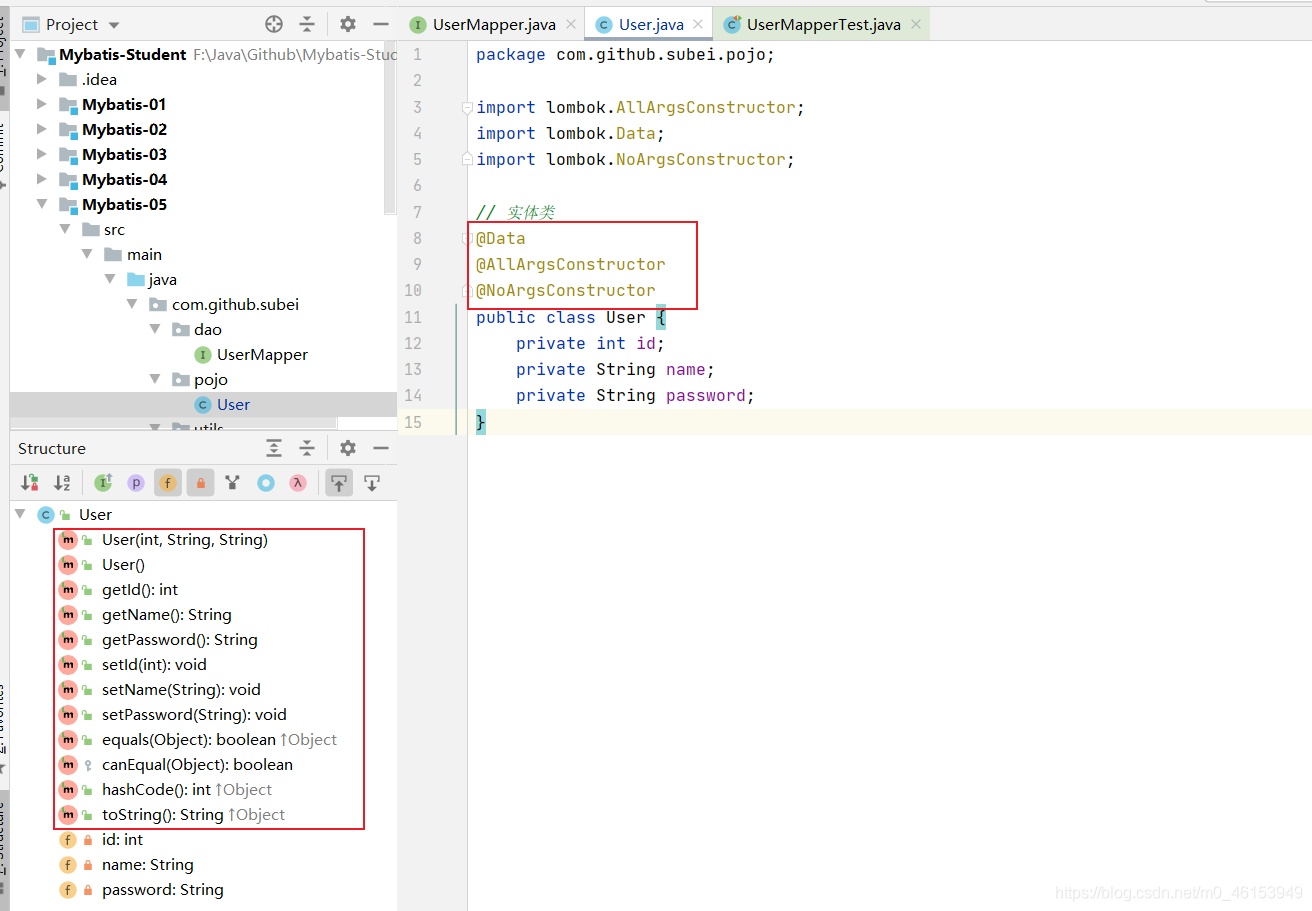 Project
Mybatis-Student F:\Java\Github\Mybatis-Stud
.idea
Mybatis-01
Mybatis-02
Mybatis-03
Mybatis-04
Mybatis-05
src
main
java
com.github.subei
dao
UserMapper
pojo
User
utils
Structure
User
User(int, String, String)
User()
getId(): int
getName(): String
getPassword(): String
setId(int): void
setName(String): void
setPassword(String): void
equals(Object): boolean ↑Object
canEqual(Object): boolean
hashCode(): int ↑Object
toString(): String ↑Object
id: int
name: String
password: String
UserMapper.java
User.java
UserMapperTest.java
1 package com.github.subei.pojo;
2
3 import lombok.AllArgsConstructor;
4 import lombok.Data;
5 import lombok.NoArgsConstructor;
6
7 // 实体类
8 @Data
9 @AllArgsConstructor
10 @NoArgsConstructor
11 public class User {
12 private int id;
13 private String name;
14 private String password;
15 }
https://blog.csdn.net/m0_46153949